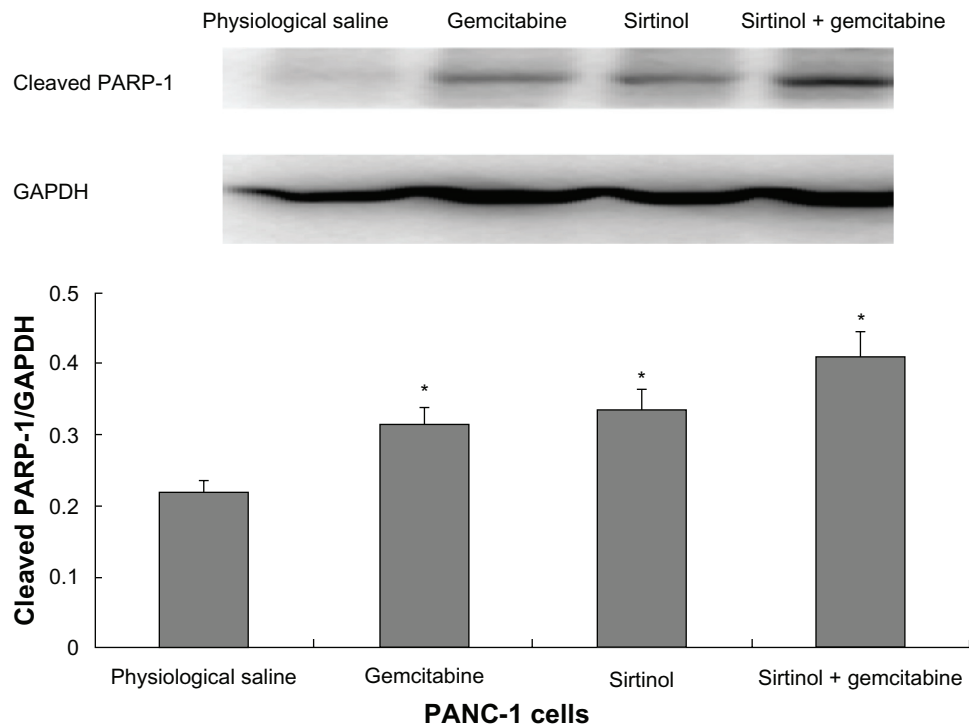 Physiological saline Gemcitabine Sirtinol Sirtinol + gemcitabine
Cleaved PARP-1
GAPDH
Cleaved PARP-1/GAPDH
0.5
0.4
0.3
0.2
0.1
0
*
*
*
Physiological saline Gemcitabine Sirtinol Sirtinol + gemcitabine
PANC-1 cells